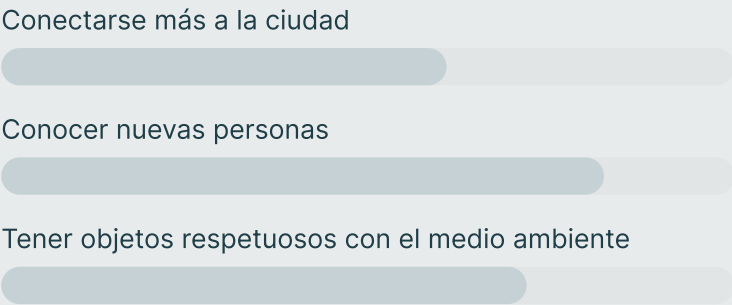 Conectarse más a la ciudad
Conocer nuevas personas
Tener objetos respetuosos con el medio ambiente